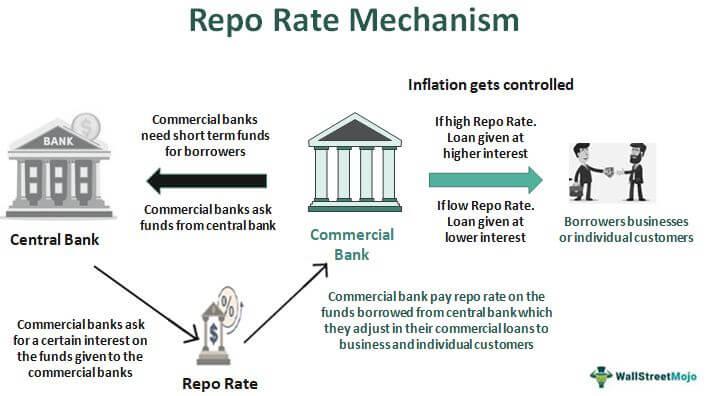 Repo Rate Mechanism
Inflation gets controlled
BANK
$
Commercial banks
need short term funds
for borrowers
Commercial banks ask
funds from central bank
Central Bank
Commercial
Bank
If high Repo Rate.
Loan given at
higher interest
If low Repo Rate.
Loan given at
lower interest
Borrowers businesses
or individual customers
Commercial banks ask
for a certain interest on
the funds given to the
commercial banks
%
$
Repo Rate
Commercial bank pay repo rate on the
funds borrowed from central bank which
they adjust in their commercial loans to
business and individual customers
WallStreetMojo